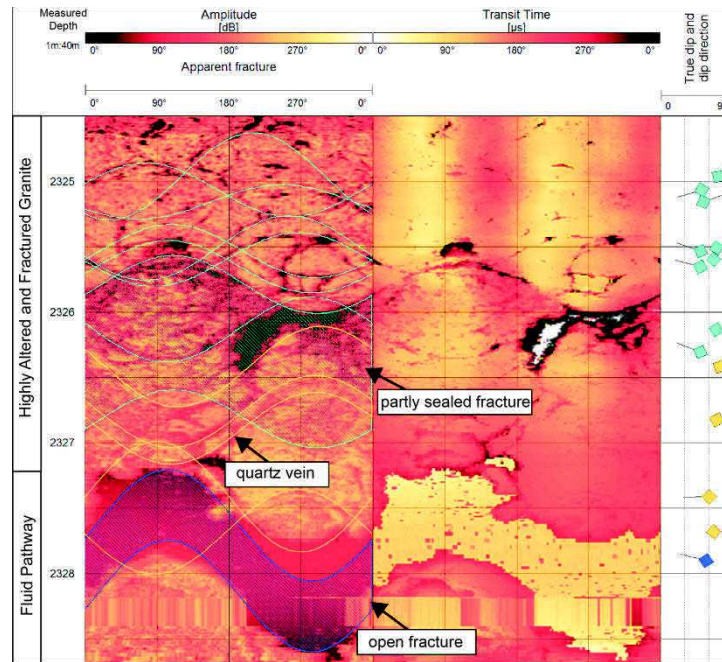 Measured
Depth
1m:40m
Amplitude
[dB]
Transit Time
[µs]
0° 90° 180° 270° 0° 90° 180° 270° 0°
Apparent fracture
0° 90° 180° 270° 0°
True dip and
dip direction
0 9
Highly Altered and Fractured Granite
Fluid Pathway
2325
2326
2327
2328
partly sealed fracture
quartz vein
open fracture